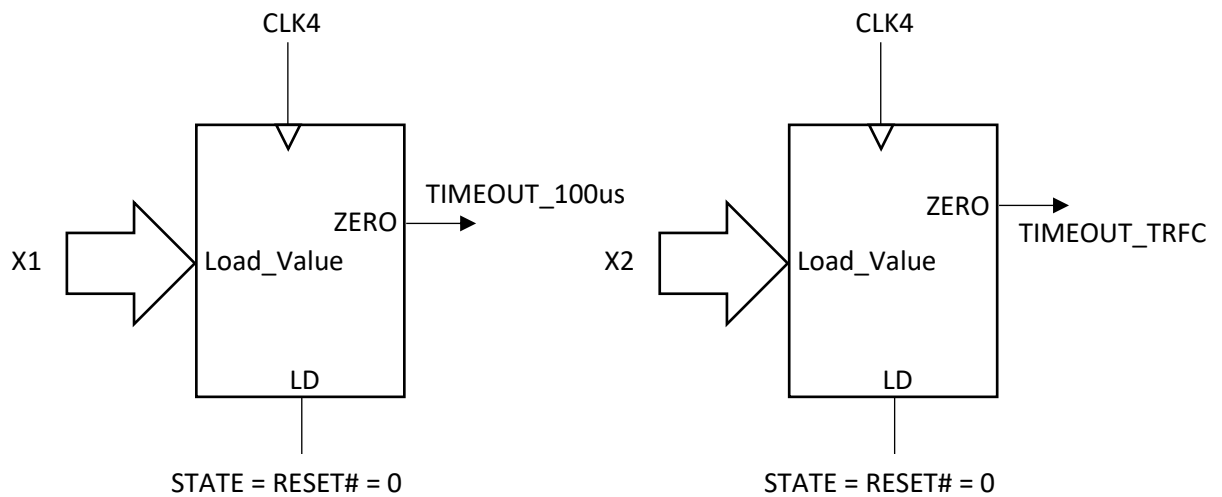 CLK4
TIMEOUT_100us
ZERO
X1
Load_Value
LD
STATE = RESET# = 0
CLK4
ZERO
TIMEOUT_TRFC
X2
Load_Value
LD
STATE = RESET# = 0